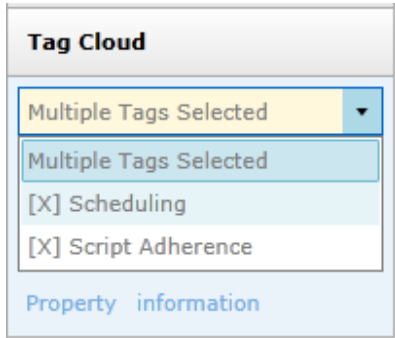 Tag Cloud
Multiple Tags Selected
Multiple Tags Selected
[X] Scheduling
[X] Script Adherence
Property information